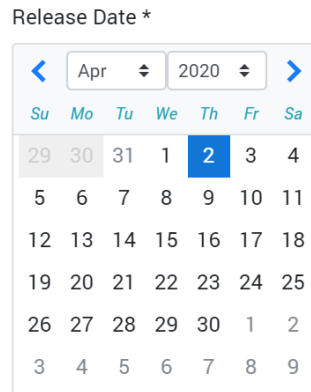 Release Date *
Apr 2020
Su Mo Tu We Th Fr Sa
29 30 31 1 2 3 4
5 6 7 8 9 10 11
12 13 14 15 16 17 18
19 20 21 22 23 24 25
26 27 28 29 30 1 2
3 4 5 6 7 8 9